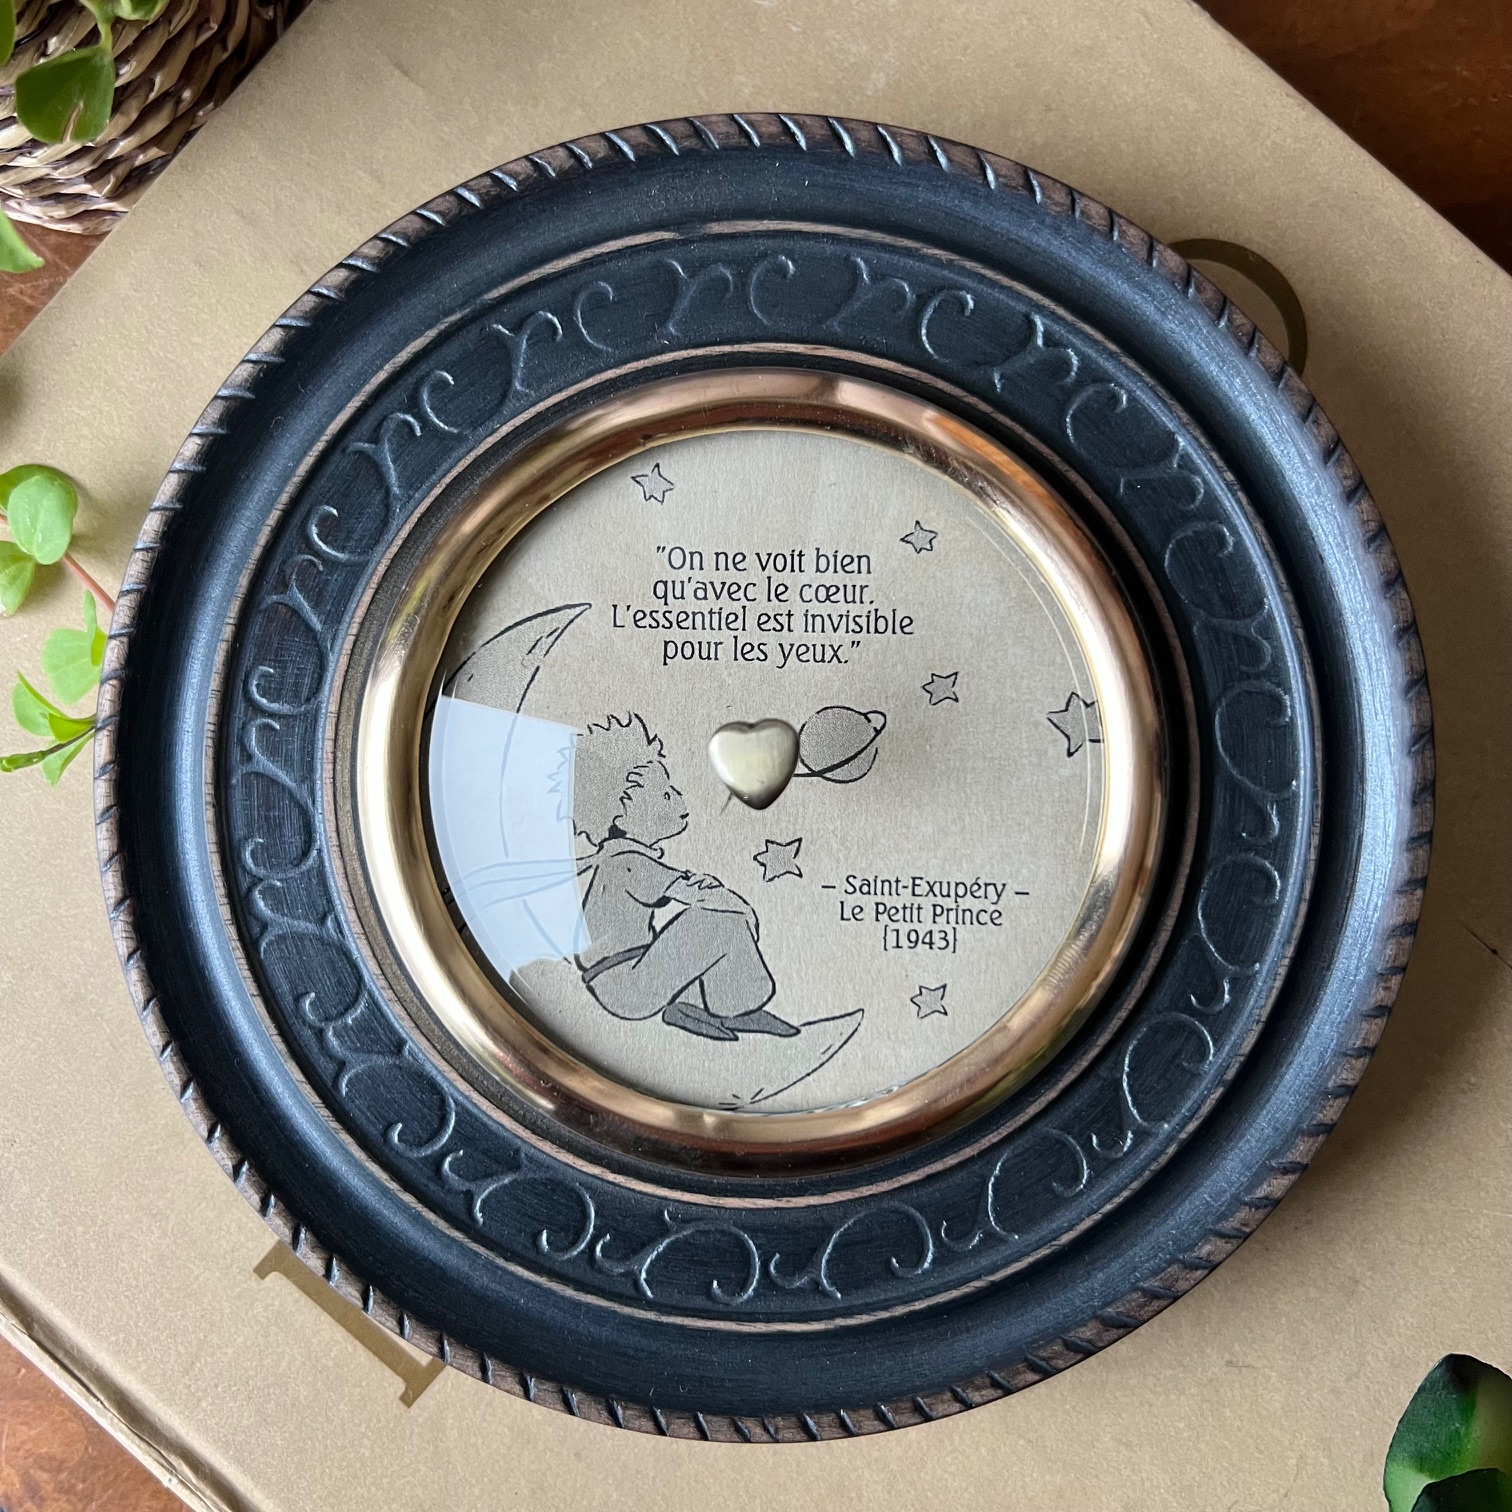 "On ne voit bien
qu'avec le cœur.
L'essentiel est invisible
pour les yeux."
– Saint-Exupéry –
Le Petit Prince
{1943}